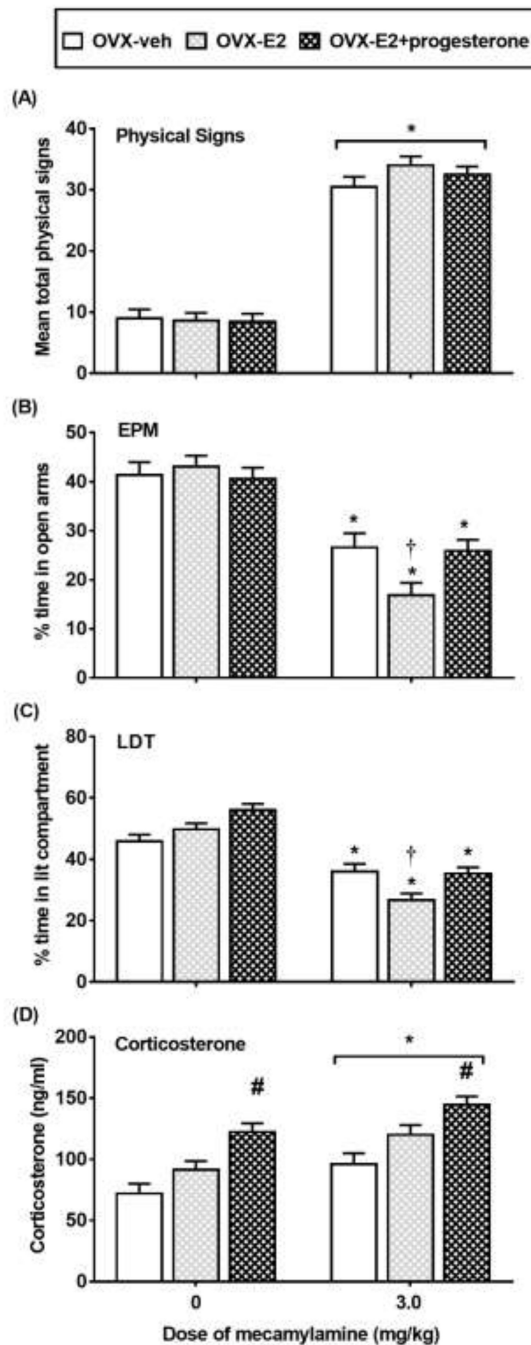 OVX-veh OVX-E2 OVX-E2+progesterone
(A)
Physical Signs
*
Mean total physical signs
40
30
20
10
0
(B)
EPM
% time in open arms
50
40
30
20
10
0
* † * *
(C)
LDT
% time in lit compartment
80
60
40
20
0
* † * *
(D)
Corticosterone
Corticosterone (ng/ml)
200
150
100
50
0
#
*
#
0 3.0
Dose of mecamylamine (mg/kg)